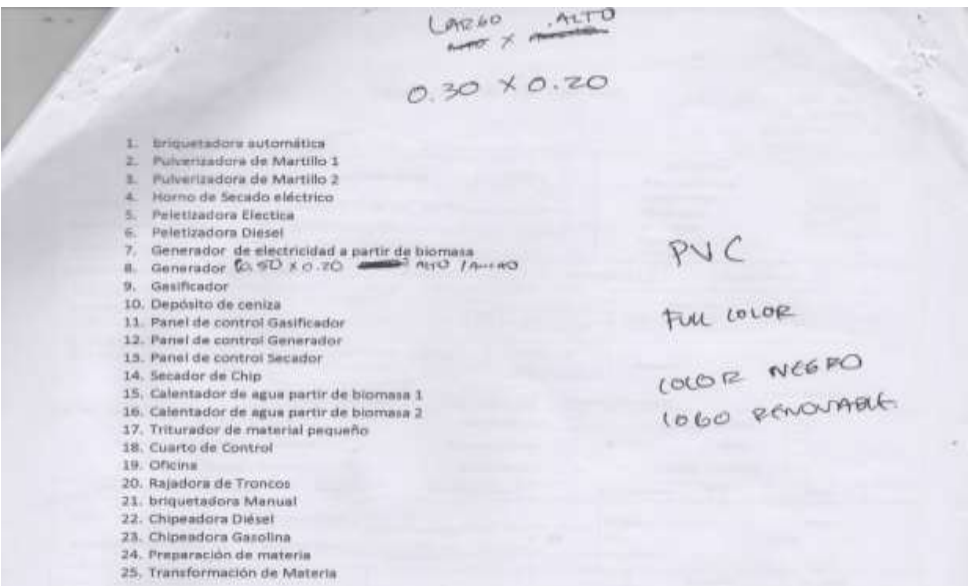 LARGO ALTO
X
0.30 X 0.20
1. briquetadora automática
2. Pulverizadora de Martillo 1
3. Pulverizadora de Martillo 2
4. Horno de Secado eléctrico
5. Peletizadora Electica
6. Peletizadora Diesel
7. Generador de electricidad a partir de biomasa
8. Generador 0.50 X 0.20 ALTO
9. Gasificador
10. Depósito de ceniza
11. Panel de control Gasificador
12. Panel de control Generador
13. Panel de control Secador
14. Secador de Chip
15. Calentador de agua partir de biomasa 1
16. Calentador de agua partir de biomasa 2
17. Triturador de material pequeño
18. Cuarto de Control
19. Oficina
20. Rajadora de Troncos
21. briquetadora Manual
22. Chipeadora Diésel
23. Chipeadora Gasolina
24. Preparación de materia
25. Transformación de Materia
PVC
FULL COLOR
COLOR NEGRO
LOGO RENOVABLE